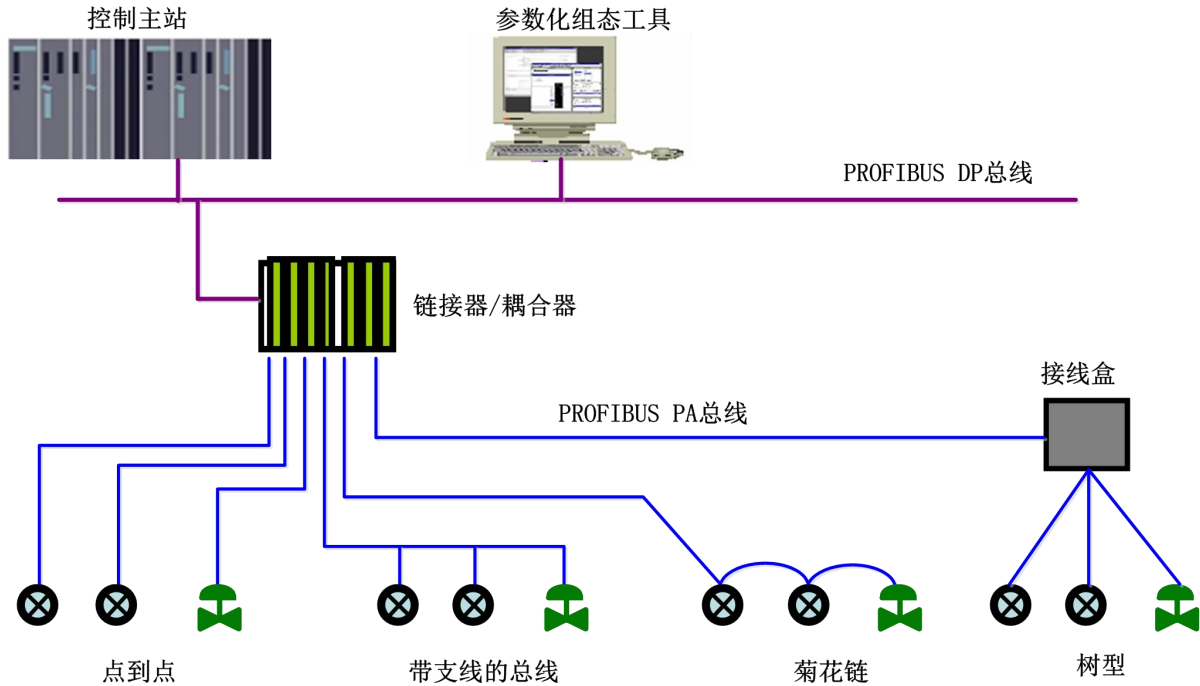 控制主站
参数化组态工具
PROFIBUS DP总线
链接器/耦合器
接线盒
PROFIBUS PA总线
点到点
带支线的总线
菊花链
树型